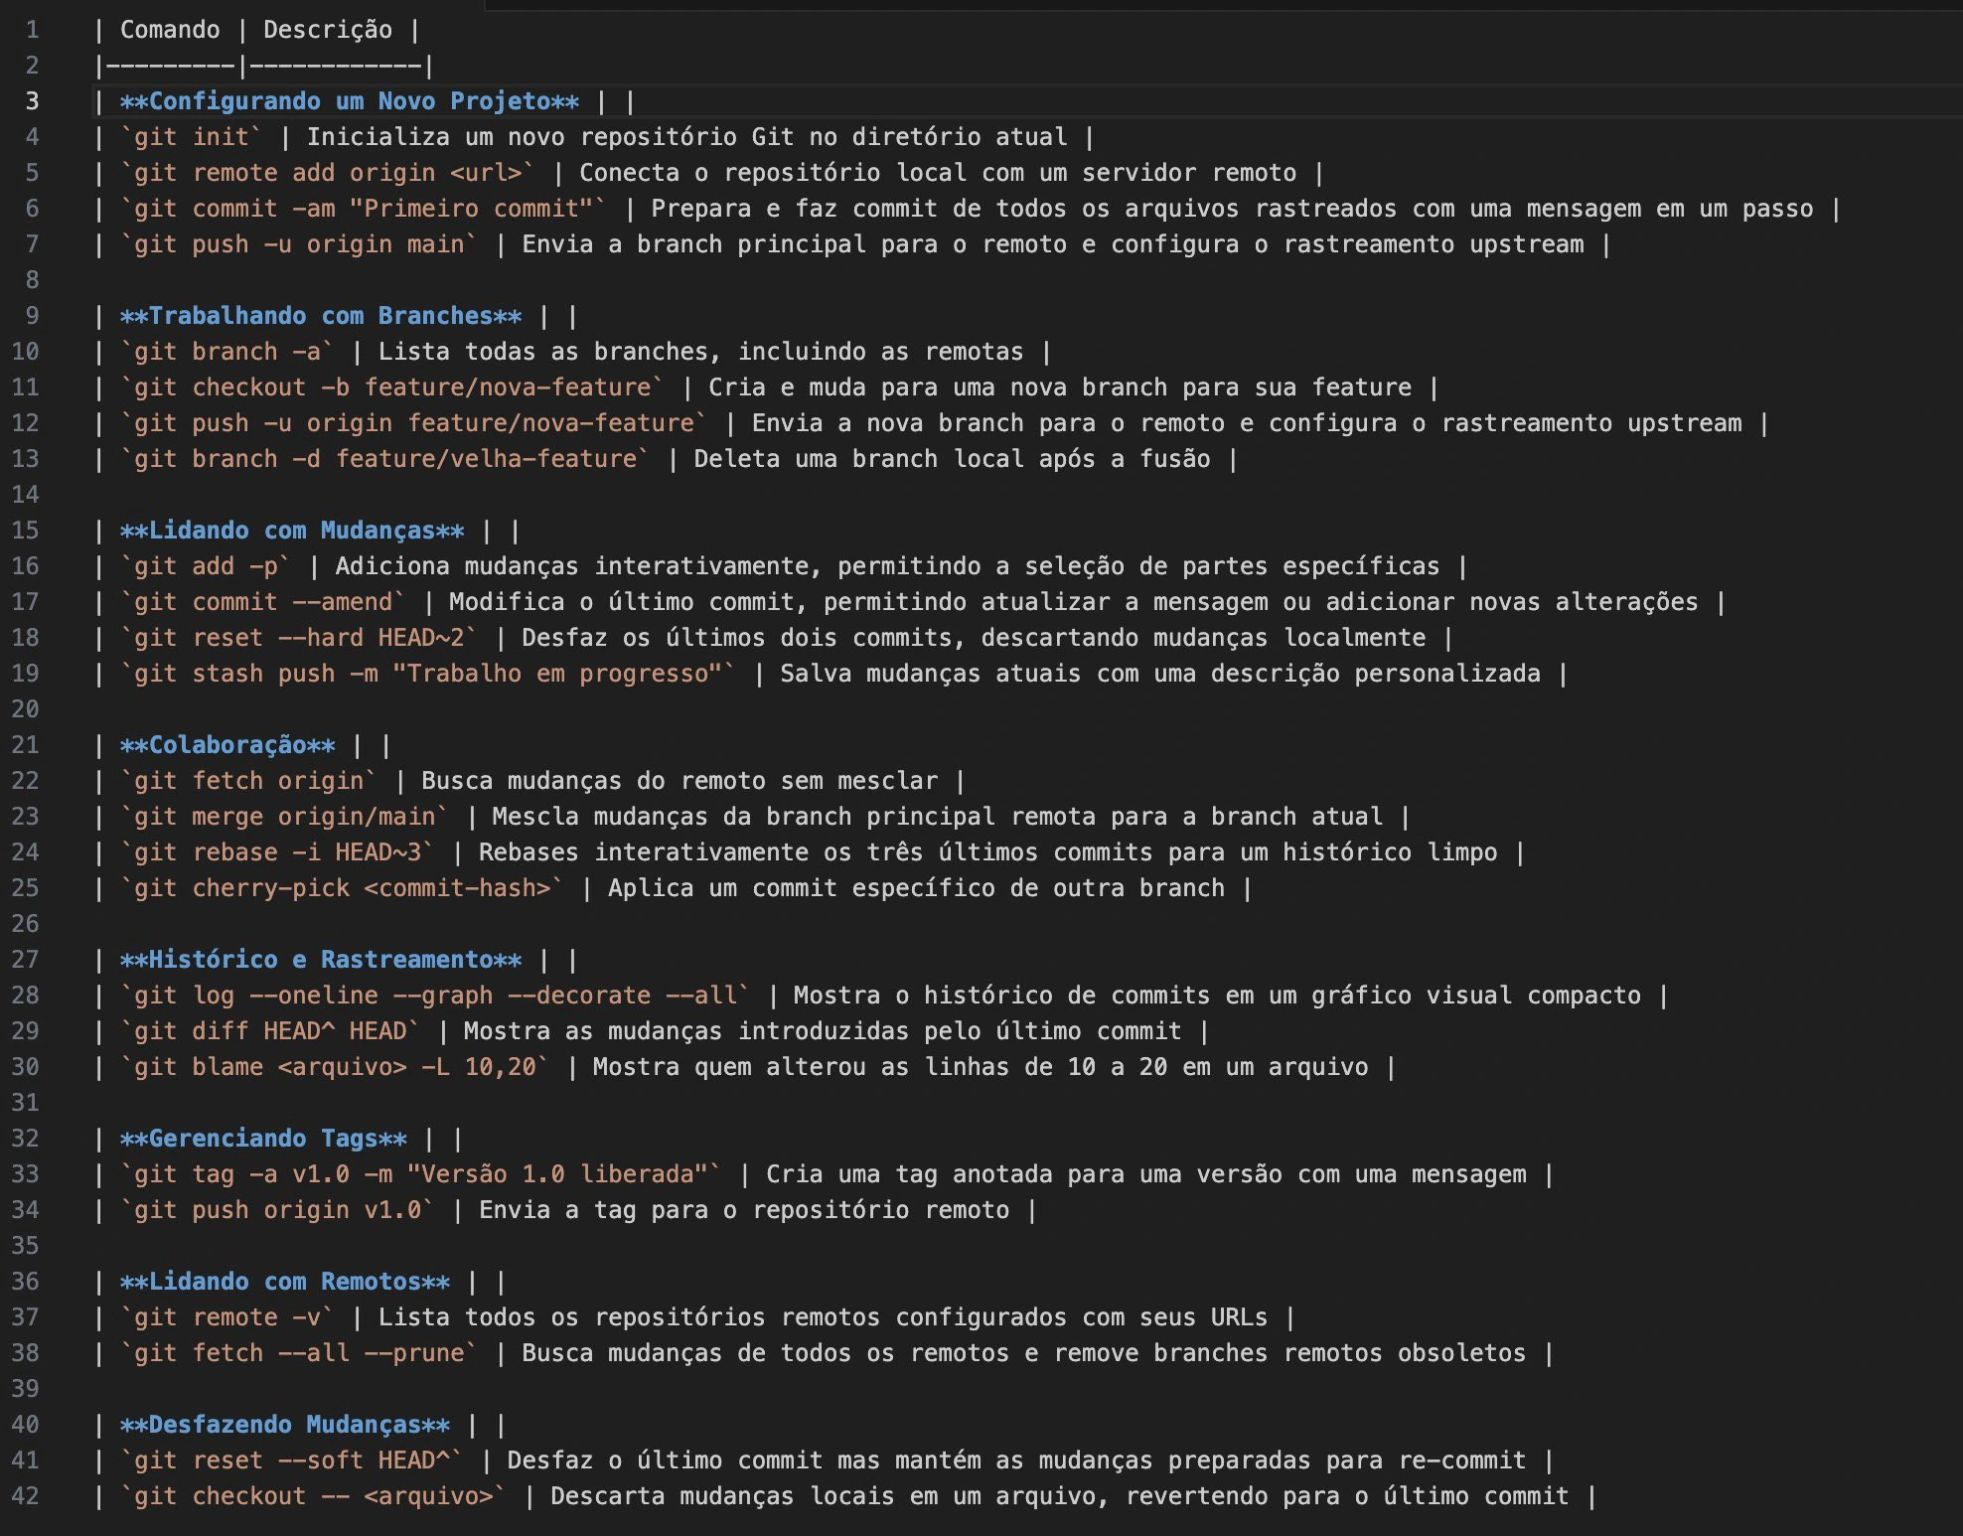 1 | Comando | Descrição |
2 |---------|------------|
3 | **Configurando um Novo Projeto** | |
4 | `git init` | Inicializa um novo repositório Git no diretório atual |
5 | `git remote add origin <url>` | Conecta o repositório local com um servidor remoto |
6 | `git commit -am "Primeiro commit"` | Prepara e faz commit de todos os arquivos rastreados com uma mensagem em um passo |
7 | `git push -u origin main` | Envia a branch principal para o remoto e configura o rastreamento upstream |
8
9 | **Trabalhando com Branches** | |
10 | `git branch -a` | Lista todas as branches, incluindo as remotas |
11 | `git checkout -b feature/nova-feature` | Cria e muda para uma nova branch para sua feature |
12 | `git push -u origin feature/nova-feature` | Envia a nova branch para o remoto e configura o rastreamento upstream |
13 | `git branch -d feature/velha-feature` | Deleta uma branch local após a fusão |
14
15 | **Lidando com Mudanças** | |
16 | `git add -p` | Adiciona mudanças interativamente, permitindo a seleção de partes específicas |
17 | `git commit --amend` | Modifica o último commit, permitindo atualizar a mensagem ou adicionar novas alterações |
18 | `git reset --hard HEAD~2` | Desfaz os últimos dois commits, descartando mudanças localmente |
19 | `git stash push -m "Trabalho em progresso"` | Salva mudanças atuais com uma descrição personalizada |
20
21 | **Colaboração** | |
22 | `git fetch origin` | Busca mudanças do remoto sem mesclar |
23 | `git merge origin/main` | Mescla mudanças da branch principal remota para a branch atual |
24 | `git rebase -i HEAD~3` | Rebases interativamente os três últimos commits para um histórico limpo |
25 | `git cherry-pick <commit-hash>` | Aplica um commit específico de outra branch |
26
27 | **Histórico e Rastreamento** | |
28 | `git log --oneline --graph --decorate --all` | Mostra o histórico de commits em um gráfico visual compacto |
29 | `git diff HEAD^ HEAD` | Mostra as mudanças introduzidas pelo último commit |
30 | `git blame <arquivo> -L 10,20` | Mostra quem alterou as linhas de 10 a 20 em um arquivo |
31
32 | **Gerenciando Tags** | |
33 | `git tag -a v1.0 -m "Versão 1.0 liberada"` | Cria uma tag anotada para uma versão com uma mensagem |
34 | `git push origin v1.0` | Envia a tag para o repositório remoto |
35
36 | **Lidando com Remotos** | |
37 | `git remote -v` | Lista todos os repositórios remotos configurados com seus URLs |
38 | `git fetch --all --prune` | Busca mudanças de todos os remotos e remove branches remotos obsoletos |
39
40 | **Desfazendo Mudanças** | |
41 | `git reset --soft HEAD^` | Desfaz o último commit mas mantém as mudanças preparadas para re-commit |
42 | `git checkout -- <arquivo>` | Descarta mudanças locais em um arquivo, revertendo para o último commit |